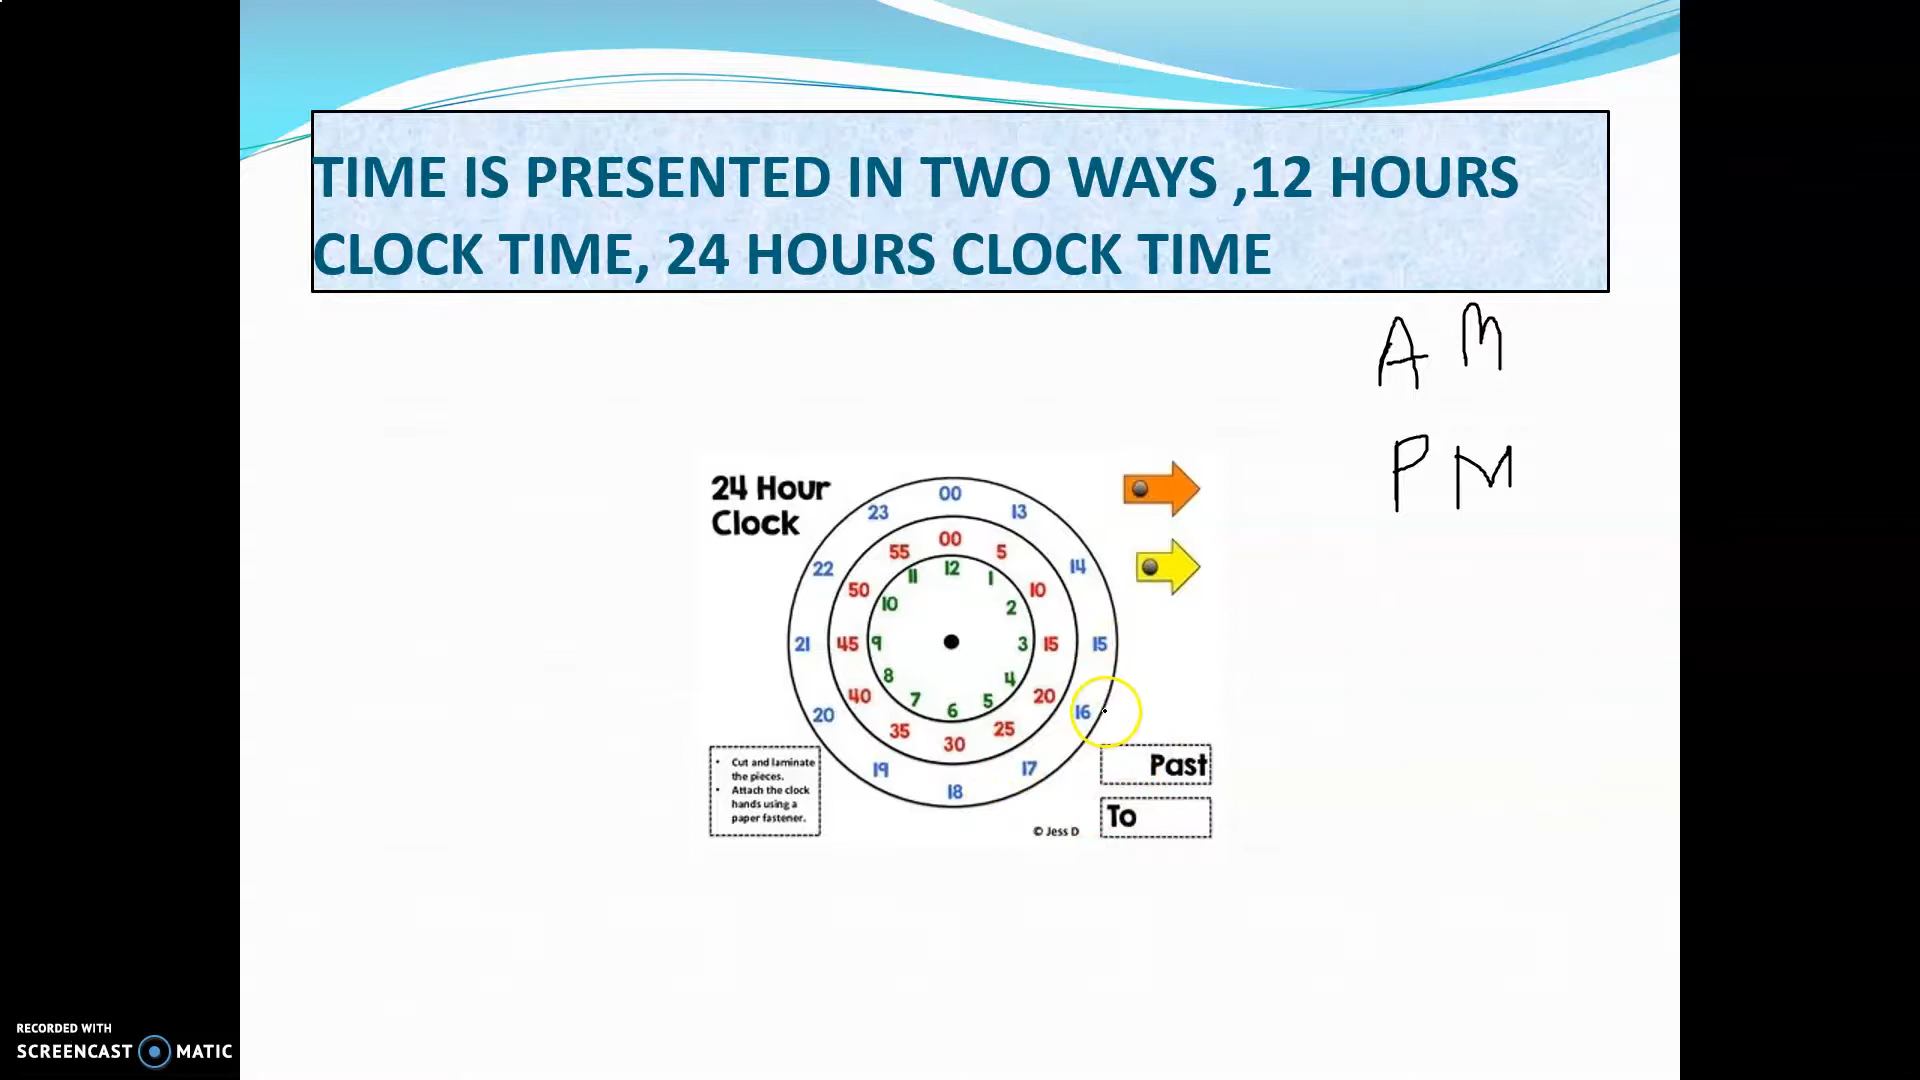 TIME IS PRESENTED IN TWO WAYS ,12 HOURS
CLOCK TIME, 24 HOURS CLOCK TIME
A M
P M
24 Hour
Clock
00
13
14
15
16
17
18
19
20
21
22
23
00
5
10
15
20
25
30
35
40
45
50
55
12
1
2
3
4
5
6
7
8
9
10
11
• Cut and laminate
the pieces.
• Attach the clock
hands using a
paper fastener.
Past
To
© Jess D
RECORDED WITH
SCREENCAST MATIC